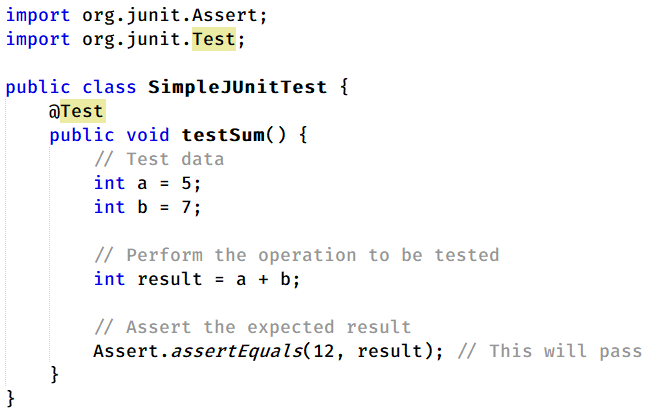 import org.junit.Assert;
import org.junit.Test;
public class SimpleJUnitTest {
@Test
public void testSum() {
// Test data
int a = 5;
int b = 7;
// Perform the operation to be tested
int result = a + b;
// Assert the expected result
Assert.assertEquals(12, result); // This will pass
}
}